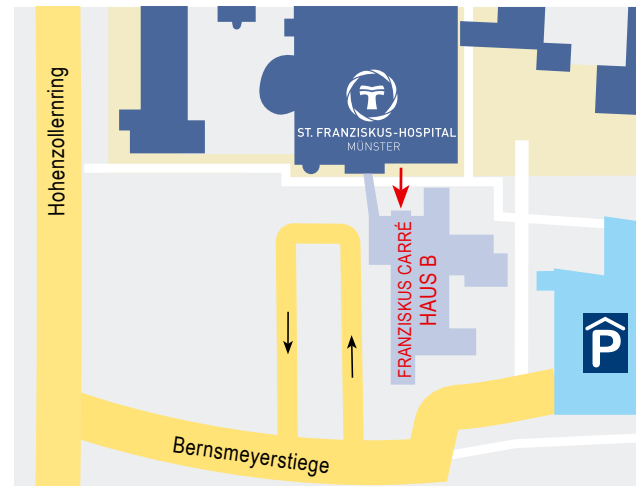 Hohenzollernring
ST. FRANZISKUS-HOSPITAL
MÜNSTER
FRANZISKUS CARRÉ
HAUS B
P
Bernsmeyerstiege